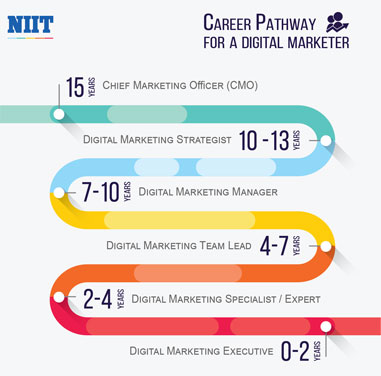 NIIT
CAREER PATHWAY
FOR A DIGITAL MARKETER
15 YEARS CHIEF MARKETING OFFICER (CMO)
DIGITAL MARKETING STRATEGIST 10 -13 YEARS
7-10 YEARS DIGITAL MARKETING MANAGER
DIGITAL MARKETING TEAM LEAD 4-7 YEARS
2-4 YEARS DIGITAL MARKETING SPECIALIST / EXPERT
DIGITAL MARKETING EXECUTIVE 0-2 YEARS